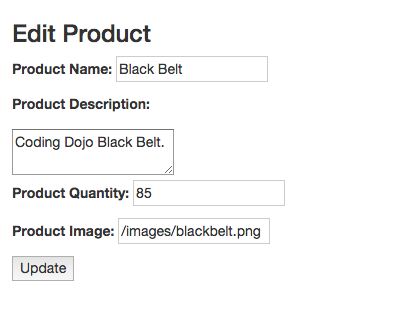 Edit Product
Product Name: Black Belt
Product Description:
Coding Dojo Black Belt.
Product Quantity: 85
Product Image: /images/blackbelt.png
Update